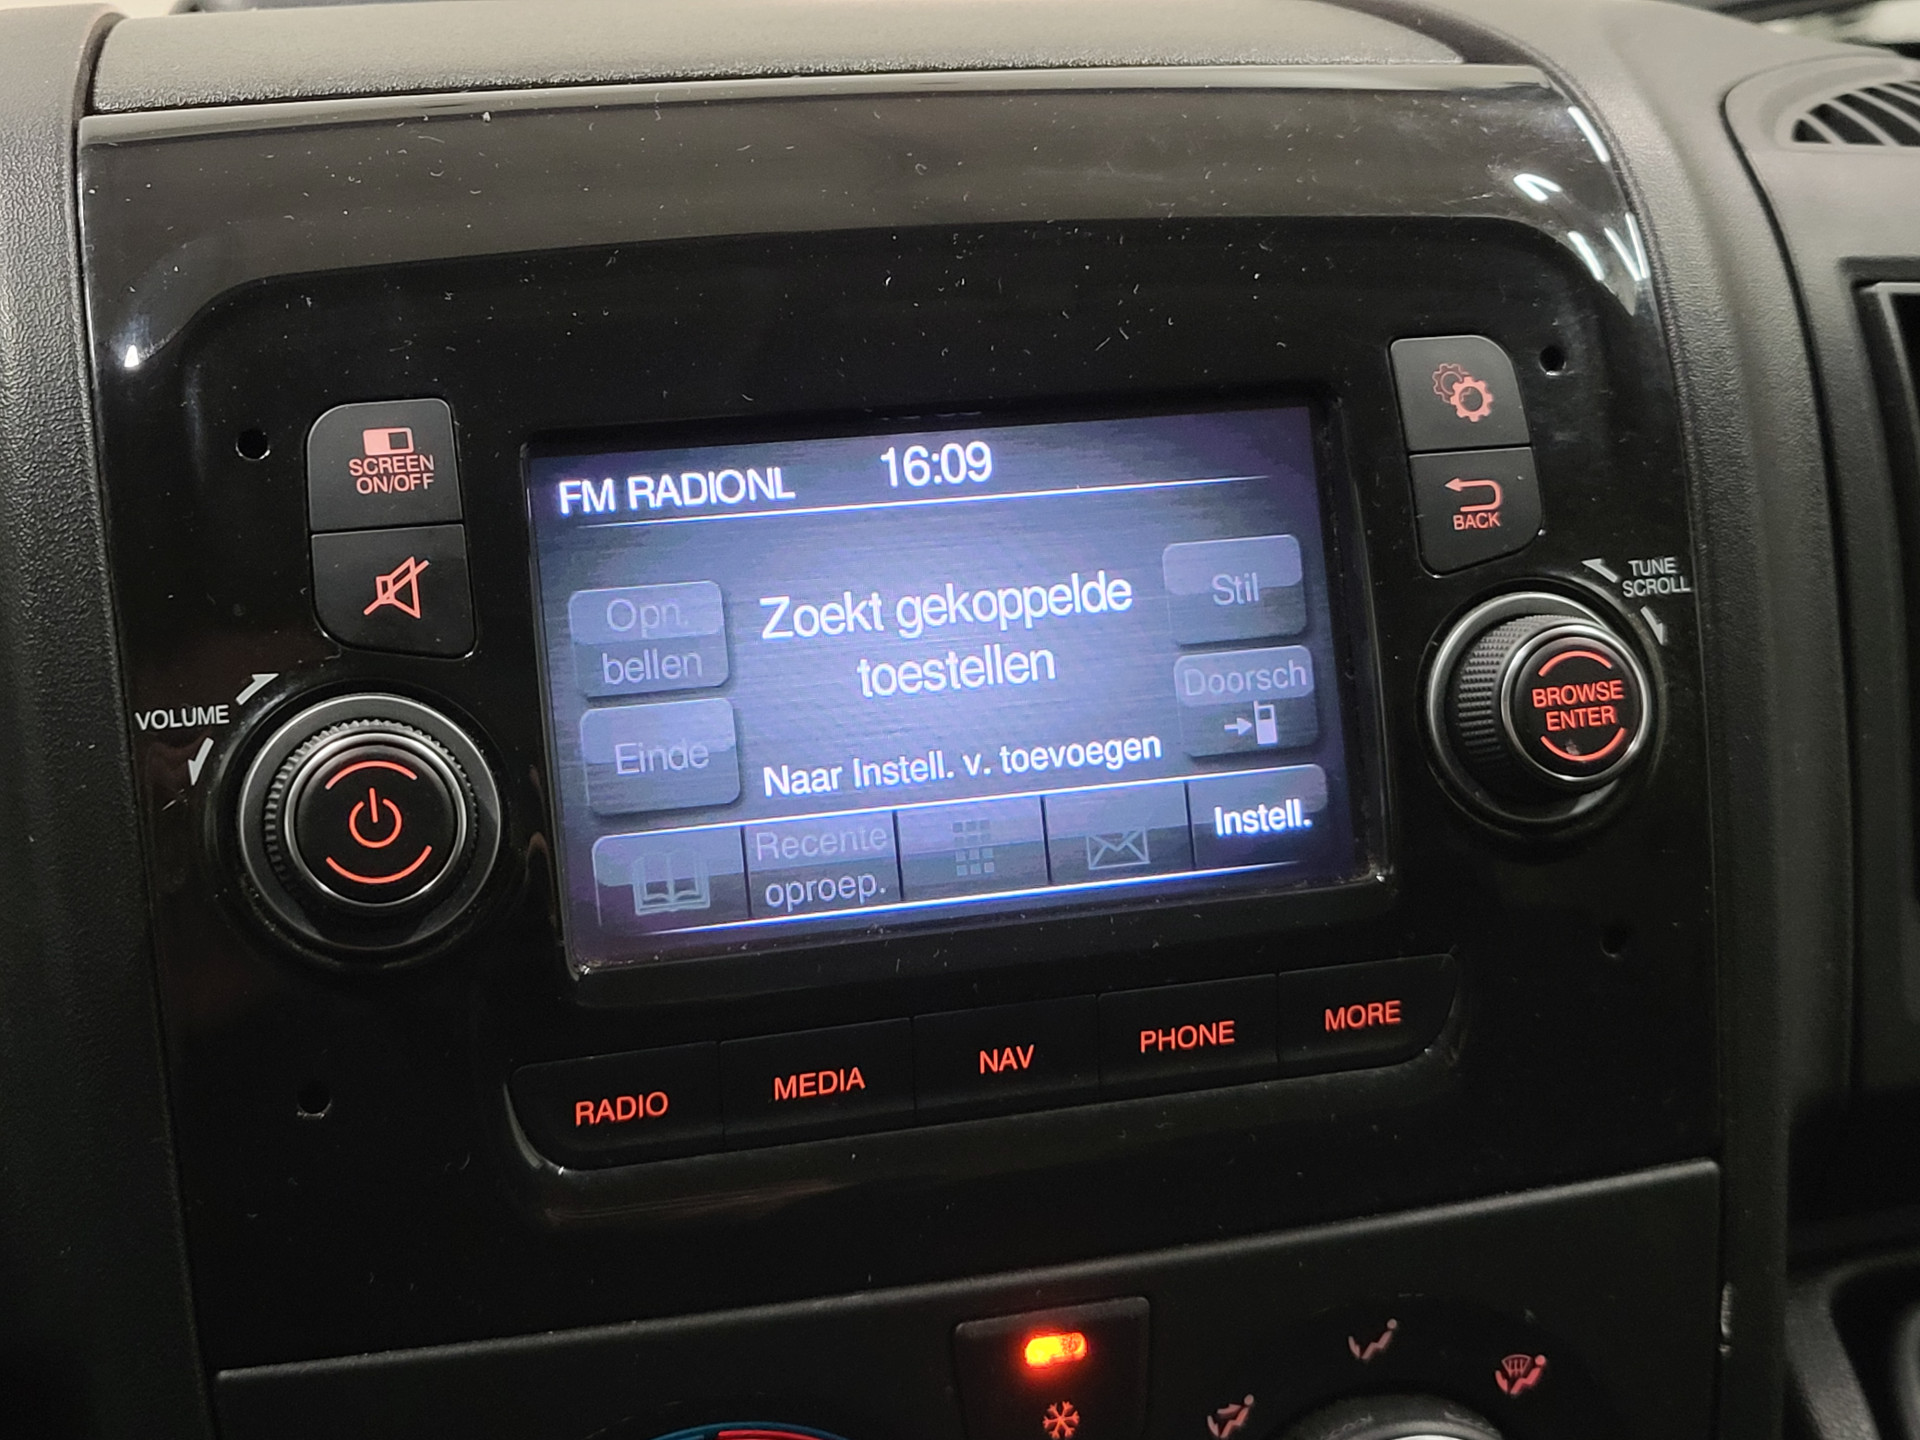 SCREEN
ON/OFF
VOLUME
FM RADIONL 16:09
Opn.
bellen
Zoekt gekoppelde
toestellen
Stil
Doorsch
Einde
Naar Instell. v. toevoegen
Recente
oproep.
Instell.
BACK
TUNE
SCROLL
BROWSE
ENTER
RADIO
MEDIA
NAV
PHONE
MORE